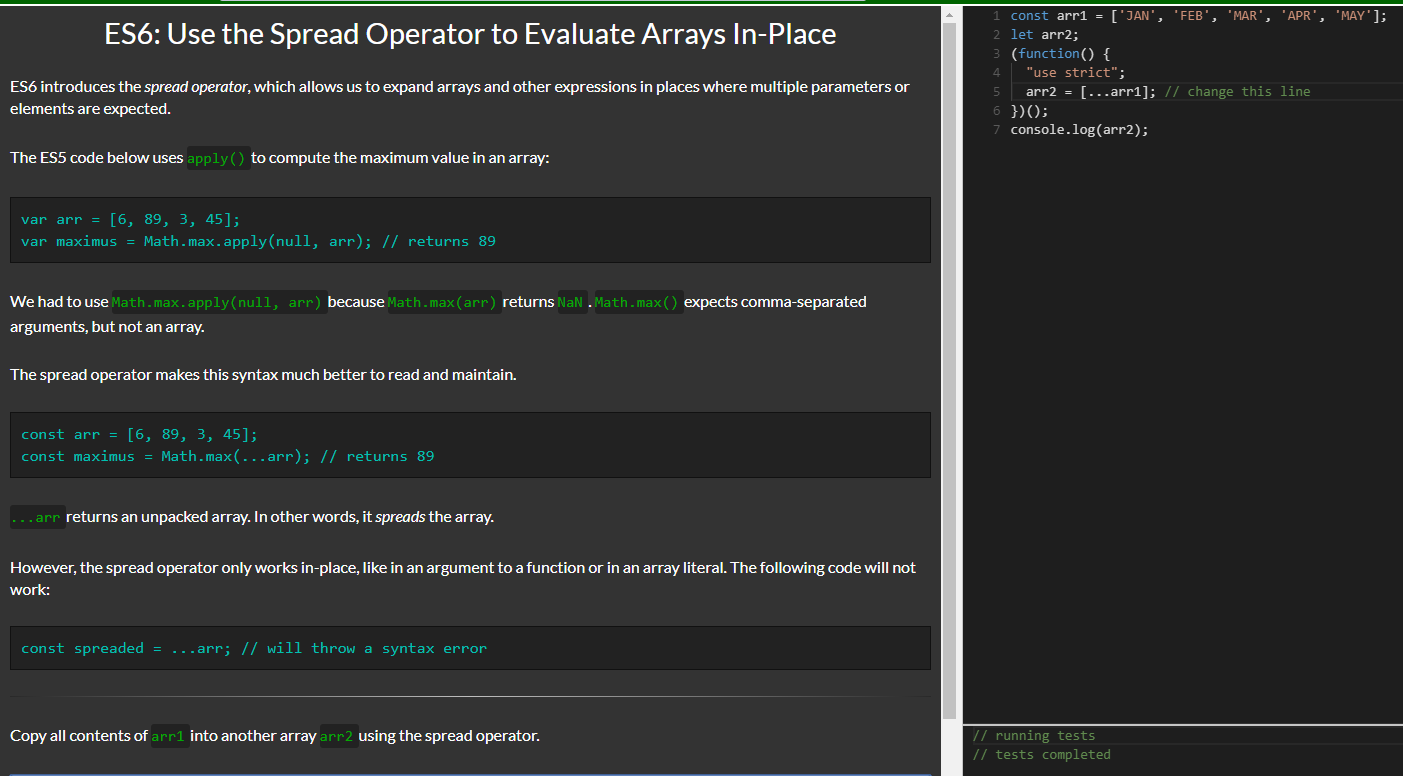 ES6: Use the Spread Operator to Evaluate Arrays In-Place
ES6 introduces the spread operator, which allows us to expand arrays and other expressions in places where multiple parameters or
elements are expected.
The ES5 code below uses apply() to compute the maximum value in an array:
var arr = [6, 89, 3, 45];
var maximus = Math.max.apply(null, arr); // returns 89
We had to use Math.max.apply(null, arr) because Math.max(arr) returns NaN . Math.max() expects comma-separated
arguments, but not an array.
The spread operator makes this syntax much better to read and maintain.
const arr = [6, 89, 3, 45];
const maximus = Math.max(...arr); // returns 89
...arr returns an unpacked array. In other words, it spreads the array.
However, the spread operator only works in-place, like in an argument to a function or in an array literal. The following code will not
work:
const spreaded = ...arr; // will throw a syntax error
Copy all contents of arr1 into another array arr2 using the spread operator.
1 const arr1 = ['JAN', 'FEB', 'MAR', 'APR', 'MAY'];
2 let arr2;
3 (function() {
4 "use strict";
5 arr2 = [...arr1]; // change this line
6 })();
7 console.log(arr2);
// running tests
// tests completed